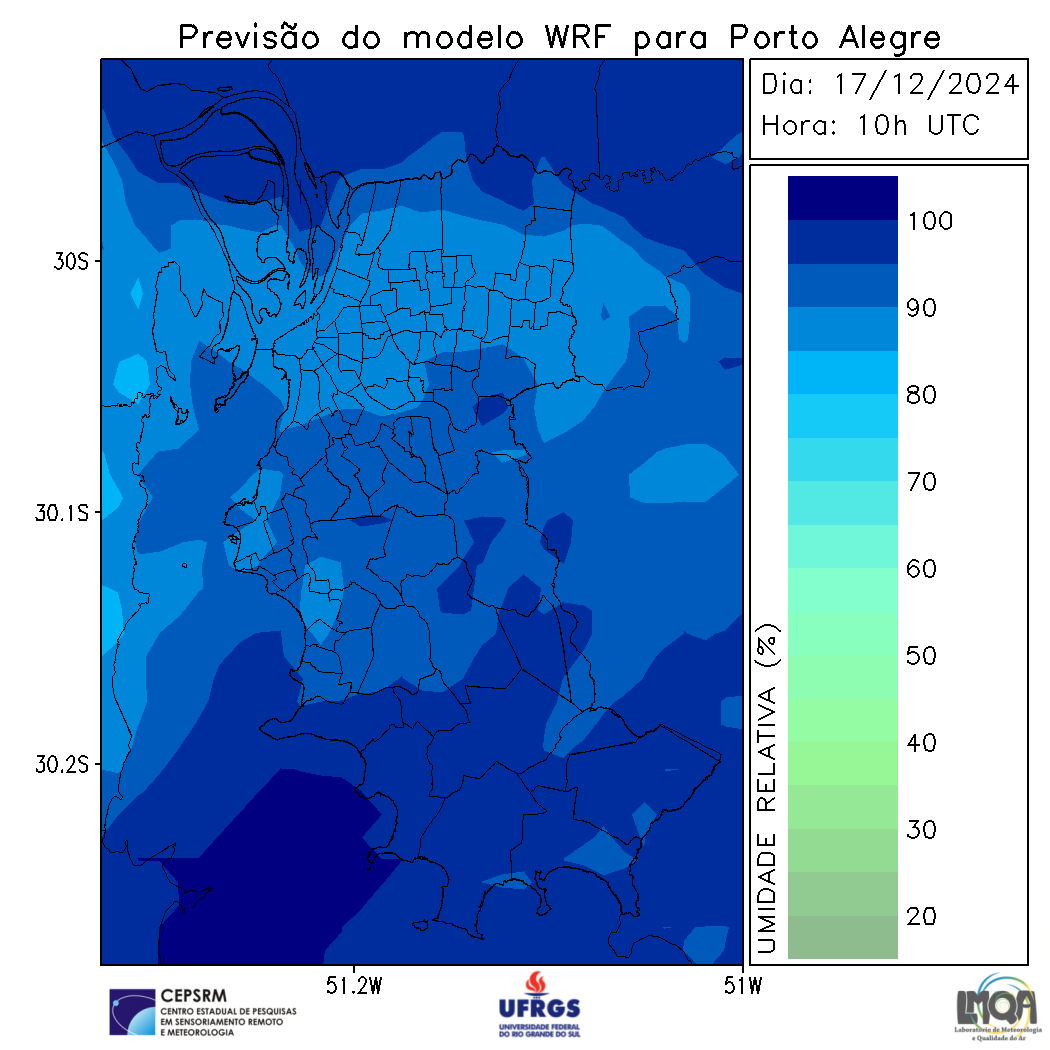 Previsão do modelo WRF para Porto Alegre
Dia: 17/12/2024
Hora: 10h UTC
100
90
80
70
60
50
40
30
20
UMIDADE RELATIVA (%)
30S
30.1S
30.2S
51.2W
51W
CEPSRM
CENTRO ESTADUAL DE PESQUISAS
EM SENSORIAMENTO REMOTO
E METEOROLOGIA
UFRGS
UNIVERSIDADE FEDERAL
DO RIO GRANDE DO SUL
LMQA
Laboratório de Meteorologia
e Qualidade do Ar